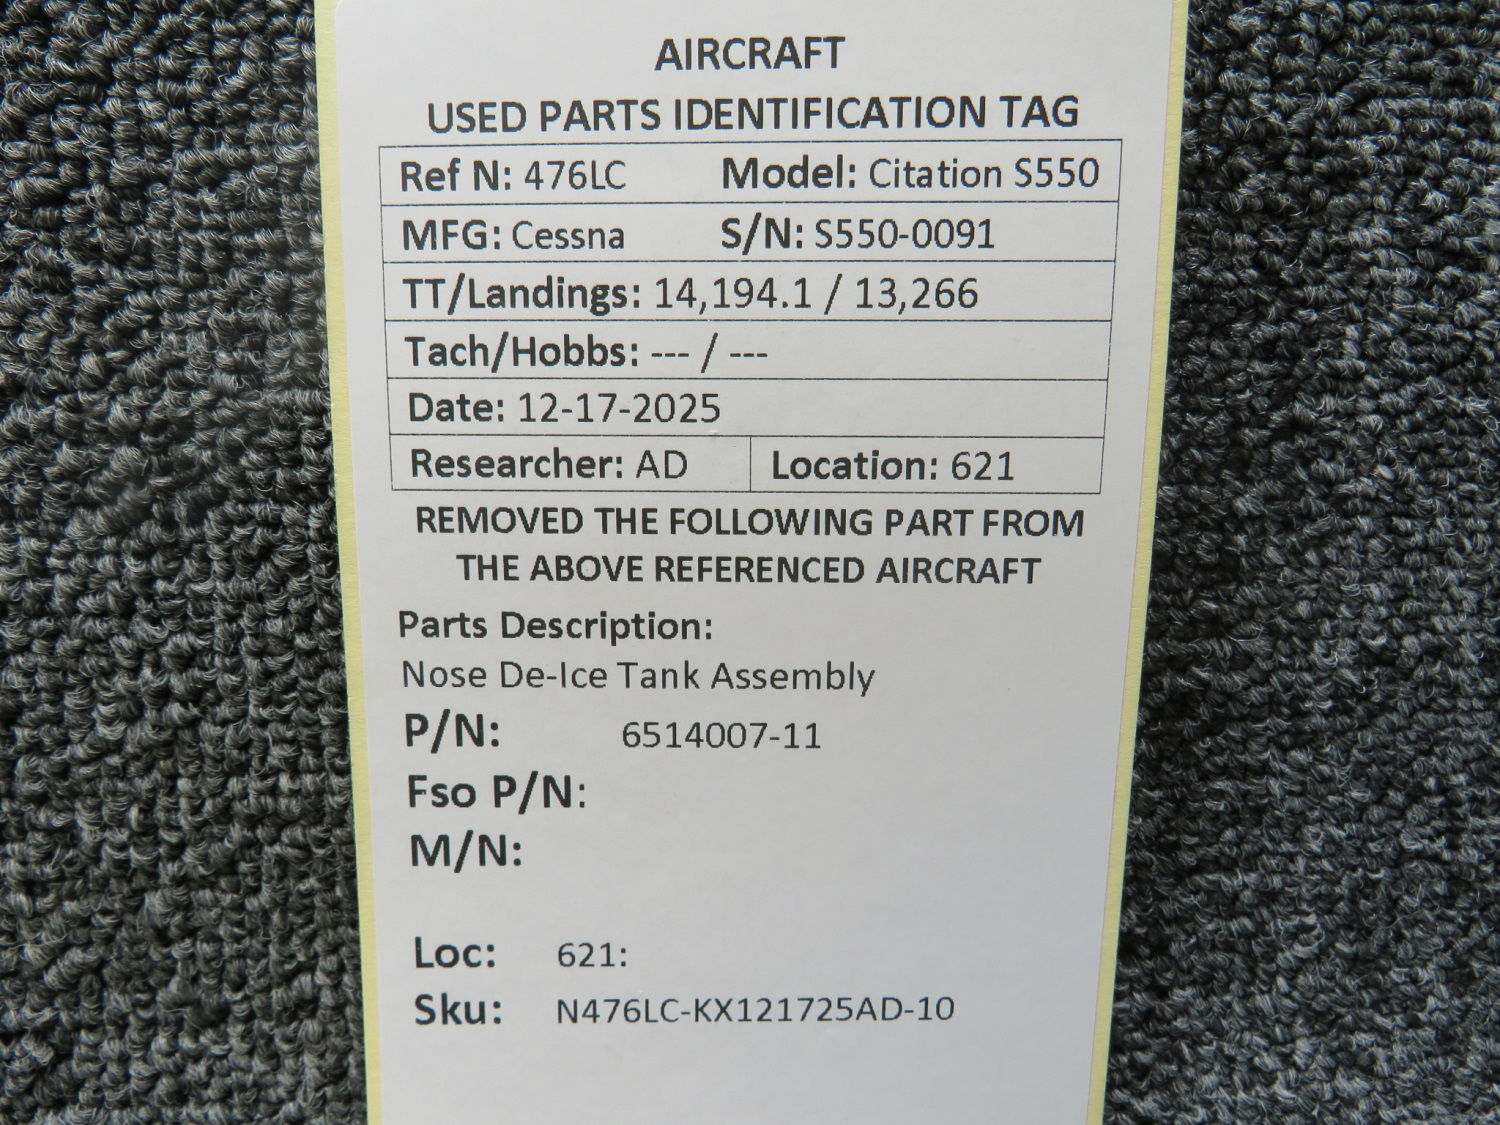 AIRCRAFT
USED PARTS IDENTIFICATION TAG
Ref N: 476LC Model: Citation S550
MFG: Cessna S/N: S550-0091
TT/Landings: 14,194.1 / 13,266
Tach/Hobbs: --- / ---
Date: 12-17-2025
Researcher: AD Location: 621
REMOVED THE FOLLOWING PART FROM
THE ABOVE REFERENCED AIRCRAFT
Parts Description:
Nose De-Ice Tank Assembly
P/N: 6514007-11
Fso P/N:
M/N:
Loc: 621:
Sku: N476LC-KX121725AD-10